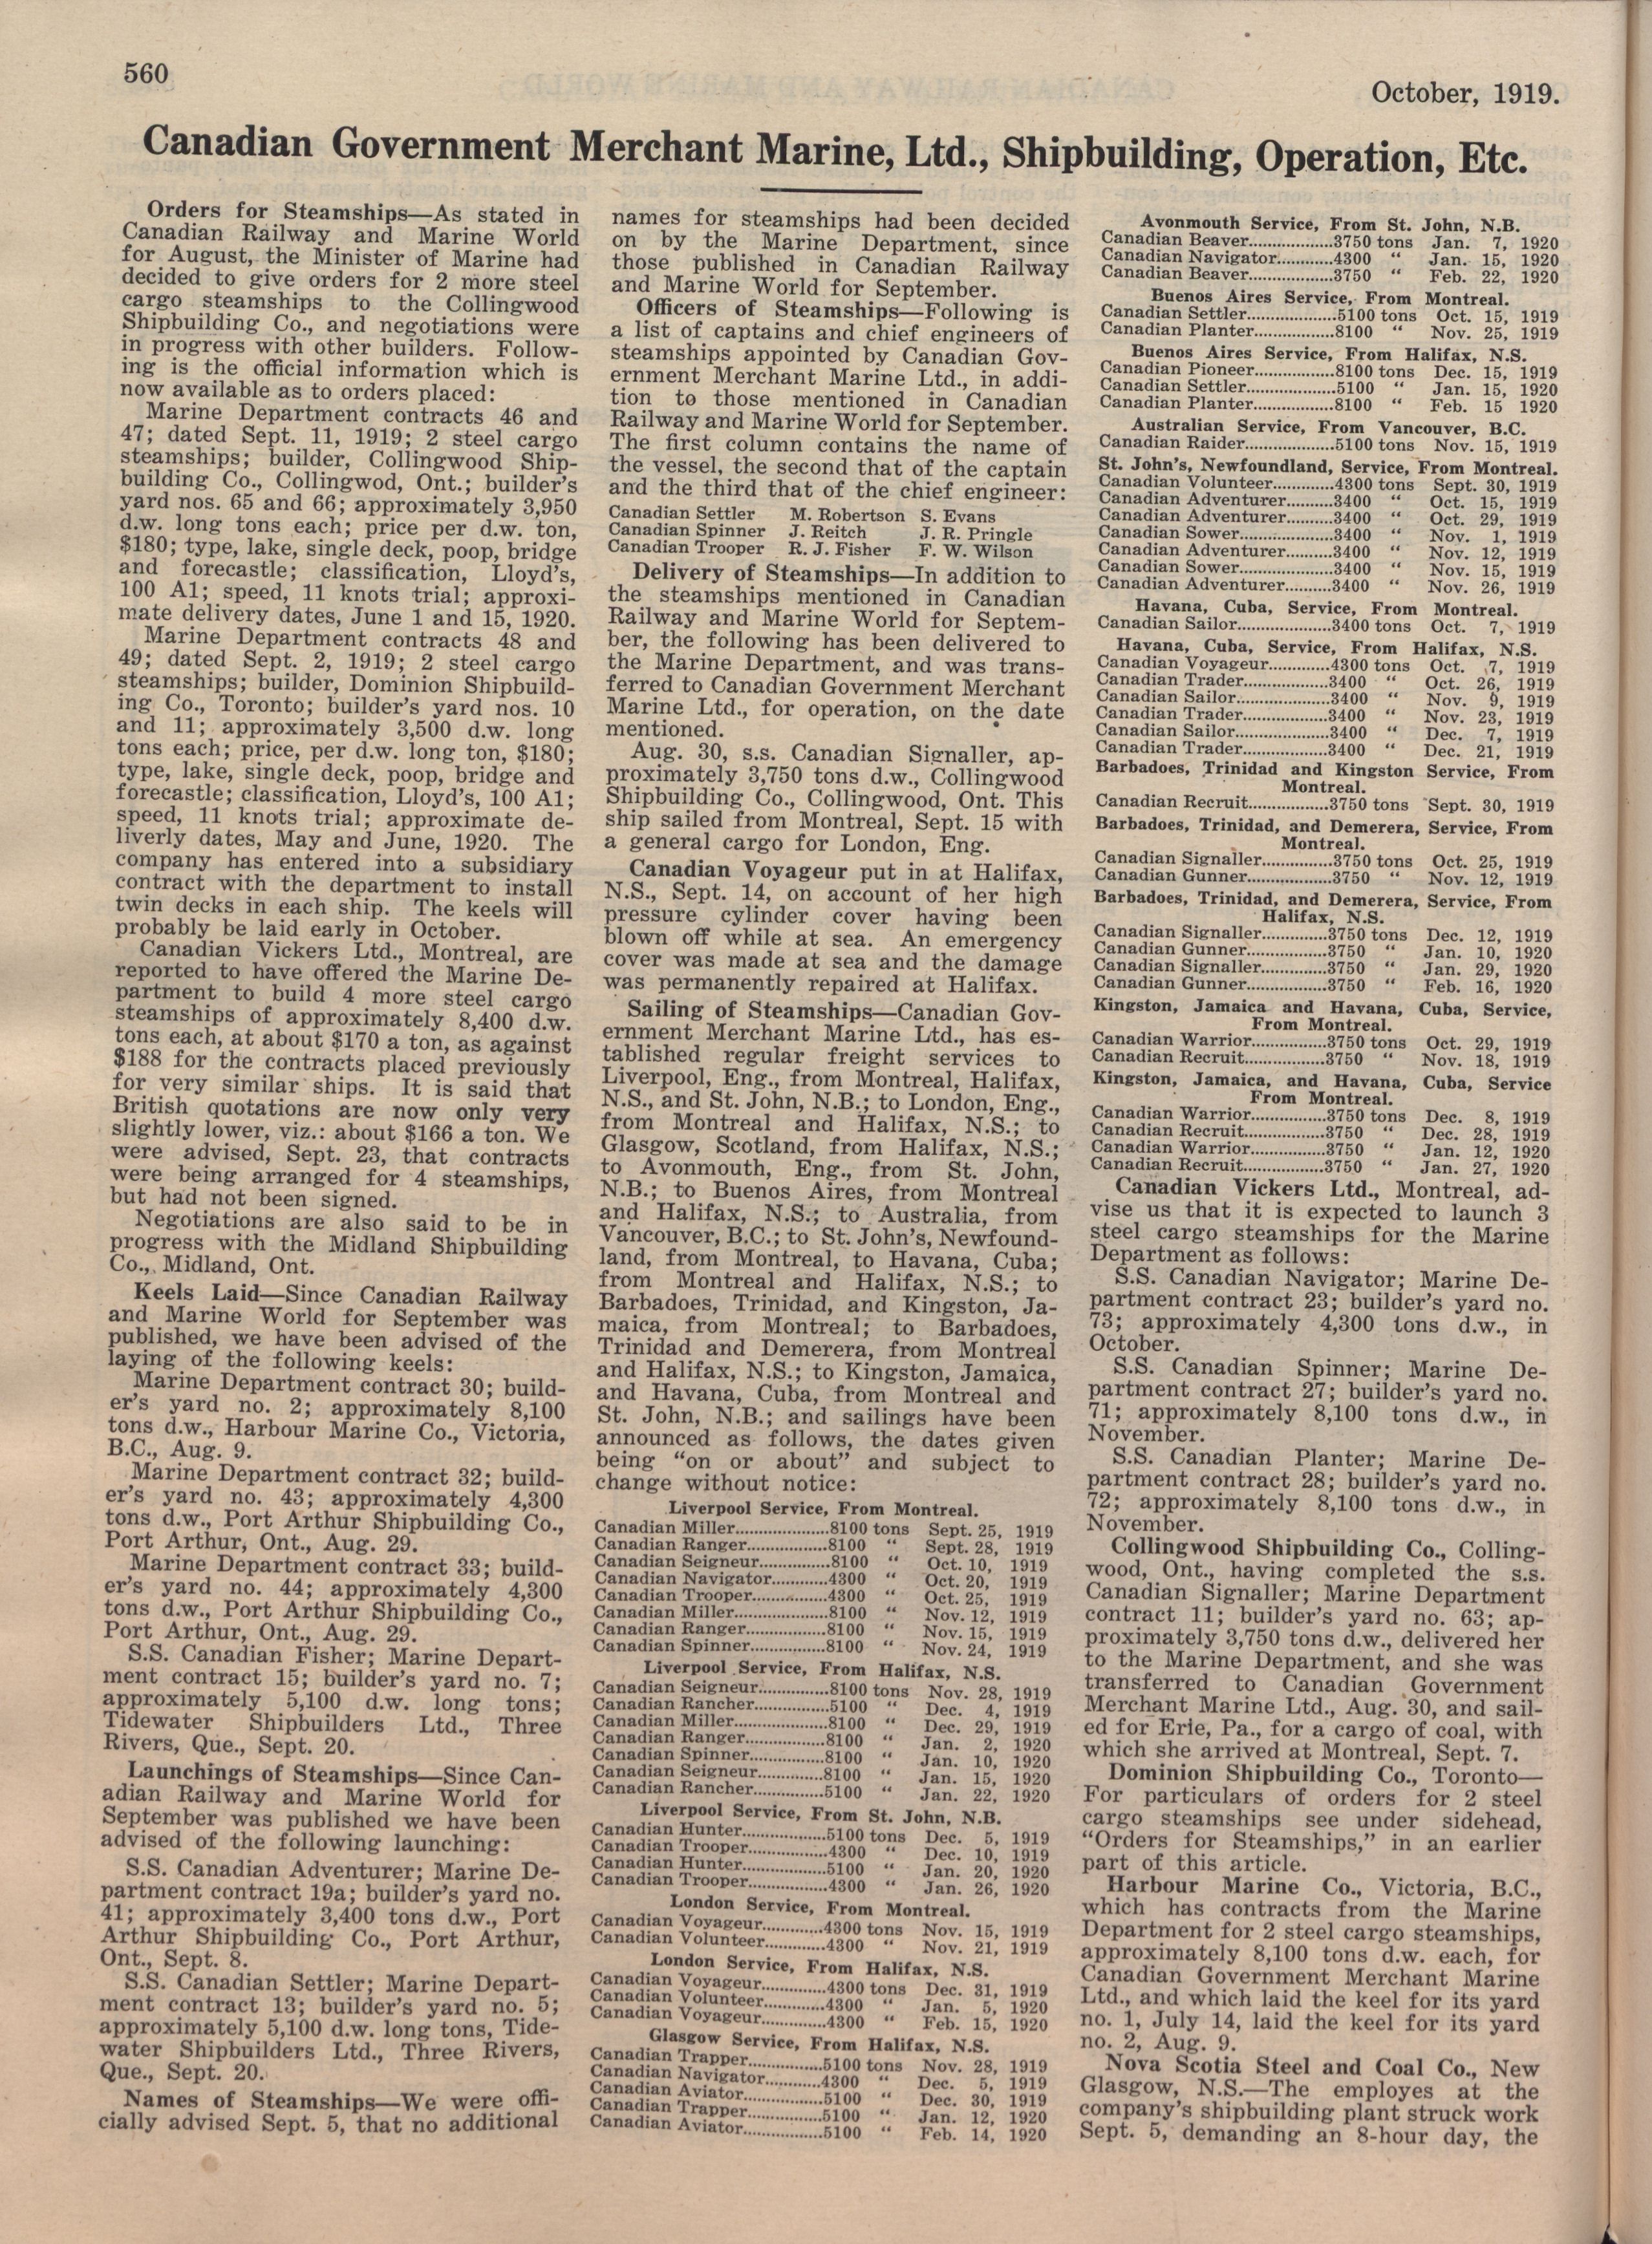 560
October, 1919.
Canadian Government Merchant Marine, Ltd., Shipbuilding, Operation, Etc.
Orders for Steamships—As stated in
Canadian Railway and Marine World
for August, the Minister of Marine had
decided to give orders for 2 more steel
cargo steamships to the Collingwood
Shipbuilding Co., and negotiations were
in progress with other builders. Follow-
ing is the official information which is
now available as to orders placed:
Marine Department contracts 46 and
47; dated Sept. 11, 1919; 2 steel cargo
steamships; builder, Collingwood Ship-
building Co., Collingwod, Ont.; builder's
yard nos. 65 and 66; approximately 3,950
d.w. long tons each; price per d.w. ton,
$180; type, lake, single deck, poop, bridge
and forecastle; classification, Lloyd's,
100 A1; speed, 11 knots trial; approxi-
mate delivery dates, June 1 and 15, 1920.
Marine Department contracts 48 and
49; dated Sept. 2, 1919; 2 steel cargo
steamships; builder, Dominion Shipbuild-
ing Co., Toronto; builder's yard nos. 10
and 11; approximately 3,500 d.w. long
tons each; price, per d.w. long ton, $180;
type, lake, single deck, poop, bridge and
forecastle; classification, Lloyd's, 100 A1;
speed, 11 knots trial; approximate de-
liverly dates, May and June, 1920. The
company has entered into a subsidiary
contract with the department to install
twin decks in each ship. The keels will
probably be laid early in October.
Canadian Vickers Ltd., Montreal, are
reported to have offered the Marine De-
partment to build 4 more steel cargo
steamships of approximately 8,400 d.w.
tons each, at about $170 a ton, as against
$188 for the contracts placed previously
for very similar ships. It is said that
British quotations are now only very
slightly lower, viz.: about $166 a ton. We
were advised, Sept. 23, that contracts
were being arranged for 4 steamships,
but had not been signed.
Negotiations are also said to be in
progress with the Midland Shipbuilding
Co., Midland, Ont.
Keels Laid—Since Canadian Railway
and Marine World for September was
published, we have been advised of the
laying of the following keels:
Marine Department contract 30; build-
er's yard no. 2; approximately 8,100
tons d.w., Harbour Marine Co., Victoria,
B.C., Aug. 9.
Marine Department contract 32; build-
er's yard no. 43; approximately 4,300
tons d.w., Port Arthur Shipbuilding Co.,
Port Arthur, Ont., Aug. 29.
Marine Department contract 33; build-
er's yard no. 44; approximately 4,300
tons d.w., Port Arthur Shipbuilding Co.,
Port Arthur, Ont., Aug. 29.
S.S. Canadian Fisher; Marine Depart-
ment contract 15; builder's yard no. 7;
approximately 5,100 d.w. long tons;
Tidewater Shipbuilders Ltd., Three
Rivers, Que., Sept. 20.
Launchings of Steamships—Since Can-
adian Railway and Marine World for
September was published we have been
advised of the following launching:
S.S. Canadian Adventurer; Marine De-
partment contract 19a; builder's yard no.
41; approximately 3,400 tons d.w., Port
Arthur Shipbuilding Co., Port Arthur,
Ont., Sept. 8.
S.S. Canadian Settler; Marine Depart-
ment contract 13; builder's yard no. 5;
approximately 5,100 d.w. long tons, Tide-
water Shipbuilders Ltd., Three Rivers,
Que., Sept. 20.
Names of Steamships—We were offi-
cially advised Sept. 5, that no additional
names for steamships had been decided
on by the Marine Department, since
those published in Canadian Railway
and Marine World for September.
Officers of Steamships—Following is
a list of captains and chief engineers of
steamships appointed by Canadian Gov-
ernment Merchant Marine Ltd., in addi-
tion to those mentioned in Canadian
Railway and Marine World for September.
The first column contains the name of
the vessel, the second that of the captain
and the third that of the chief engineer:
Canadian Settler M. Robertson S. Evans
Canadian Spinner J. Reitch J. R. Pringle
Canadian Trooper R. J. Fisher F. W. Wilson
Delivery of Steamships—In addition to
the steamships mentioned in Canadian
Railway and Marine World for Septem-
ber, the following has been delivered to
the Marine Department, and was trans-
ferred to Canadian Government Merchant
Marine Ltd., for operation, on the date
mentioned.
Aug. 30, s.s. Canadian Signaller, ap-
proximately 3,750 tons d.w., Collingwood
Shipbuilding Co., Collingwood, Ont. This
ship sailed from Montreal, Sept. 15 with
a general cargo for London, Eng.
Canadian Voyageur put in at Halifax,
N.S., Sept. 14, on account of her high
pressure cylinder cover having been
blown off while at sea. An emergency
cover was made at sea and the damage
was permanently repaired at Halifax.
Sailing of Steamships—Canadian Gov-
ernment Merchant Marine Ltd., has es-
tablished regular freight services to
Liverpool, Eng., from Montreal, Halifax,
N.S., and St. John, N.B.; to London, Eng.,
from Montreal and Halifax, N.S.; to
Glasgow, Scotland, from Halifax, N.S.;
to Avonmouth, Eng., from St. John,
N.B.; to Buenos Aires, from Montreal
and Halifax, N.S.; to Australia, from
Vancouver, B.C.; to St. John's, Newfound-
land, from Montreal, to Havana, Cuba;
from Montreal and Halifax, N.S.; to
Barbadoes, Trinidad, and Kingston, Ja-
maica, from Montreal; to Barbadoes,
Trinidad and Demerera, from Montreal
and Halifax, N.S.; to Kingston, Jamaica,
and Havana, Cuba, from Montreal and
St. John, N.B.; and sailings have been
announced as follows, the dates given
being "on or about" and subject to
change without notice:
Liverpool Service, From Montreal.
Canadian Miller....................8100 tons Sept. 25, 1919
Canadian Ranger.................8100 " Sept. 28, 1919
Canadian Seigneur...............8100 " Oct. 10, 1919
Canadian Navigator............4300 " Oct. 20, 1919
Canadian Trooper................4300 " Oct. 25, 1919
Canadian Miller....................8100 " Nov. 12, 1919
Canadian Ranger.................8100 " Nov. 15, 1919
Canadian Spinner................8100 " Nov. 24, 1919
Liverpool Service, From Halifax, N.S.
Canadian Seigneur...............8100 tons Nov. 28, 1919
Canadian Rancher................5100 " Dec. 4, 1919
Canadian Miller....................8100 " Dec. 29, 1919
Canadian Ranger..................8100 " Jan. 2, 1920
Canadian Spinner................8100 " Jan. 10, 1920
Canadian Seigneur..............8100 " Jan. 15, 1920
Canadian Rancher...............5100 " Jan. 22, 1920
Liverpool Service, From St. John, N.B.
Canadian Hunter..................5100 tons Dec. 5, 1919
Canadian Trooper.................4300 " Dec. 10, 1919
Canadian Hunter..................5100 " Jan. 20, 1920
Canadian Trooper.................4300 " Jan. 26, 1920
London Service, From Montreal.
Canadian Voyageur.............4300 tons Nov. 15, 1919
Canadian Volunteer.............4300 " Nov. 21, 1919
London Service, From Halifax, N.S.
Canadian Voyageur..............4300 tons Dec. 31, 1919
Canadian Volunteer.............4300 " Jan. 5, 1920
Canadian Voyageur..............4300 " Feb. 15, 1920
Glasgow Service, From Halifax, N.S.
Canadian Trapper................5100 tons Nov. 28, 1919
Canadian Navigator............4300 " Dec. 5, 1919
Canadian Aviator.................5100 " Dec. 30, 1919
Canadian Trapper................5100 " Jan. 12, 1920
Canadian Aviator.................5100 " Feb. 14, 1920
Avonmouth Service, From St. John, N.B.
Canadian Beaver..................3750 tons Jan. 7, 1920
Canadian Navigator............4300 " Jan. 15, 1920
Canadian Beaver..................3750 " Feb. 22, 1920
Buenos Aires Service, From Montreal.
Canadian Settler...................5100 tons Oct. 15, 1919
Canadian Planter.................8100 " Nov. 25, 1919
Buenos Aires Service, From Halifax, N.S.
Canadian Pioneer.................8100 tons Dec. 15, 1919
Canadian Settler...................5100 " Jan. 15, 1920
Canadian Planter.................8100 " Feb. 15 1920
Australian Service, From Vancouver, B.C.
Canadian Raider...................5100 tons Nov. 15, 1919
St. John's, Newfoundland, Service, From Montreal.
Canadian Volunteer.............4300 tons Sept. 30, 1919
Canadian Adventurer..........3400 " Oct. 15, 1919
Canadian Adventurer..........3400 " Oct. 29, 1919
Canadian Sower....................3400 " Nov. 1, 1919
Canadian Adventurer..........3400 " Nov. 12, 1919
Canadian Sower....................3400 " Nov. 15, 1919
Canadian Adventurer..........3400 " Nov. 26, 1919
Havana, Cuba, Service, From Montreal.
Canadian Sailor....................3400 tons Oct. 7, 1919
Havana, Cuba, Service, From Halifax, N.S.
Canadian Voyageur.............4300 tons Oct. 7, 1919
Canadian Trader..................3400 " Oct. 26, 1919
Canadian Sailor....................3400 " Nov. 9, 1919
Canadian Trader..................3400 " Nov. 23, 1919
Canadian Sailor....................3400 " Dec. 7, 1919
Canadian Trader..................3400 " Dec. 21, 1919
Barbadoes, Trinidad and Kingston Service, From
Montreal.
Canadian Recruit.................3750 tons Sept. 30, 1919
Barbadoes, Trinidad, and Demerera, Service, From
Montreal.
Canadian Signaller...............3750 tons Oct. 25, 1919
Canadian Gunner..................3750 " Nov. 12, 1919
Barbadoes, Trinidad, and Demerera, Service, From
Halifax, N.S.
Canadian Signaller..............3750 tons Dec. 12, 1919
Canadian Gunner.................3750 " Jan. 10, 1920
Canadian Signaller..............3750 " Jan. 29, 1920
Canadian Gunner.................3750 " Feb. 16, 1920
Kingston, Jamaica and Havana, Cuba, Service,
From Montreal.
Canadian Warrior................3750 tons Oct. 29, 1919
Canadian Recruit.................3750 " Nov. 18, 1919
Kingston, Jamaica, and Havana, Cuba, Service
From Montreal.
Canadian Warrior................3750 tons Dec. 8, 1919
Canadian Recruit.................3750 " Dec. 28, 1919
Canadian Warrior................3750 " Jan. 12, 1920
Canadian Recruit.................3750 " Jan. 27, 1920
Canadian Vickers Ltd., Montreal, ad-
vise us that it is expected to launch 3
steel cargo steamships for the Marine
Department as follows:
S.S. Canadian Navigator; Marine De-
partment contract 23; builder's yard no.
73; approximately 4,300 tons d.w., in
October.
S.S. Canadian Spinner; Marine De-
partment contract 27; builder's yard no.
71; approximately 8,100 tons d.w., in
November.
S.S. Canadian Planter; Marine De-
partment contract 28; builder's yard no.
72; approximately 8,100 tons d.w., in
November.
Collingwood Shipbuilding Co., Colling-
wood, Ont., having completed the s.s.
Canadian Signaller; Marine Department
contract 11; builder's yard no. 63; ap-
proximately 3,750 tons d.w., delivered her
to the Marine Department, and she was
transferred to Canadian Government
Merchant Marine Ltd., Aug. 30, and sail-
ed for Erie, Pa., for a cargo of coal, with
which she arrived at Montreal, Sept. 7.
Dominion Shipbuilding Co., Toronto—
For particulars of orders for 2 steel
cargo steamships see under sidehead,
"Orders for Steamships," in an earlier
part of this article.
Harbour Marine Co., Victoria, B.C.,
which has contracts from the Marine
Department for 2 steel cargo steamships,
approximately 8,100 tons d.w. each, for
Canadian Government Merchant Marine
Ltd., and which laid the keel for its yard
no. 1, July 14, laid the keel for its yard
no. 2, Aug. 9.
Nova Scotia Steel and Coal Co., New
Glasgow, N.S.—The employes at the
company's shipbuilding plant struck work
Sept. 5, demanding an 8-hour day, the